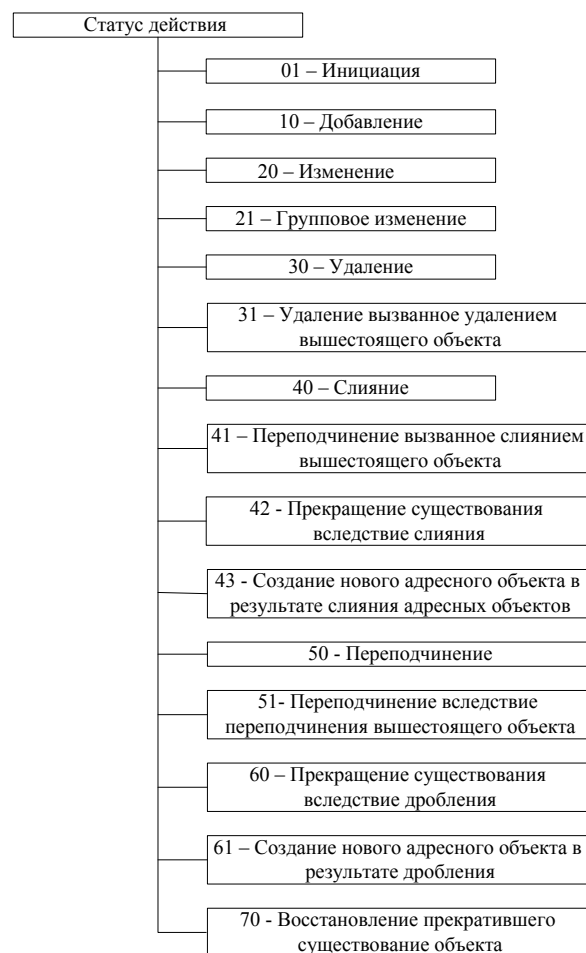 Статус действия
01 – Инициация
10 – Добавление
20 – Изменение
21 – Групповое изменение
30 – Удаление
31 – Удаление вызванное удалением
вышестоящего объекта
40 – Слияние
41 – Переподчинение вызванное слиянием
вышестоящего объекта
42 - Прекращение существования
вследствие слияния
43 - Создание нового адресного объекта в
результате слияния адресных объектов
50 - Переподчинение
51- Переподчинение вследствие
переподчинения вышестоящего объекта
60 – Прекращение существования
вследствие дробления
61 – Создание нового адресного объекта в
результате дробления
70 - Восстановление прекратившего
существование объекта